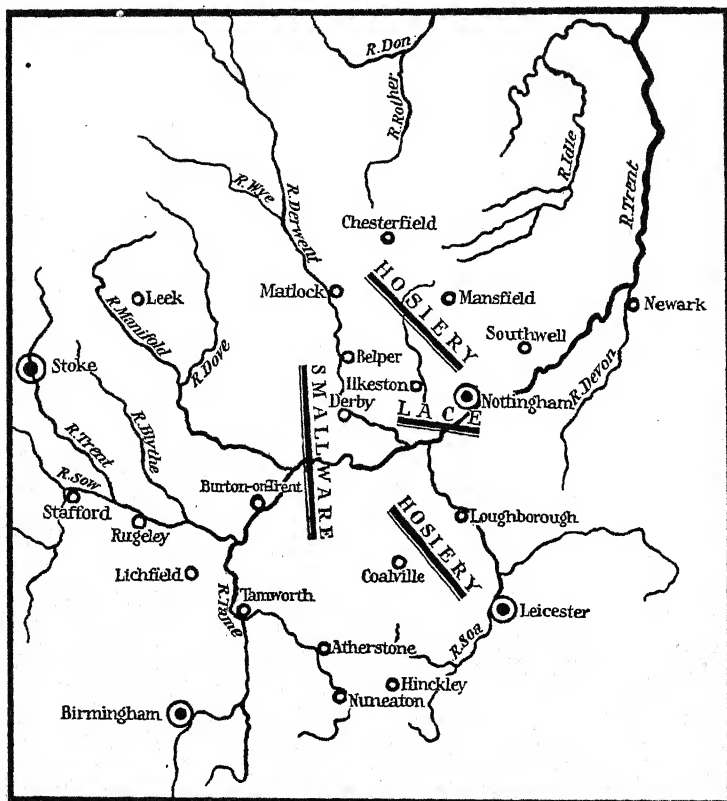 R. Don
R. Rother
R. Idle
R. Trent
R. Wye
R. Derwent
Chesterfield
HOSIERY
Leek
Matlock
Mansfield
Newark
R. Manifold
R. Dove
Southwell
Stoke
Belper
SMALLWARE
Ilkeston
R. Devon
Nottingham
LACE
Derby
R. Trent
R. Blythe
R. Sow
Burton-on-Trent
Stafford
Rugeley
HOSIERY
Loughborough
Lichfield
Coalville
R. Tame
Tamworth
Leicester
Atherstone
R. Soa
Hinckley
Nuneaton
Birmingham